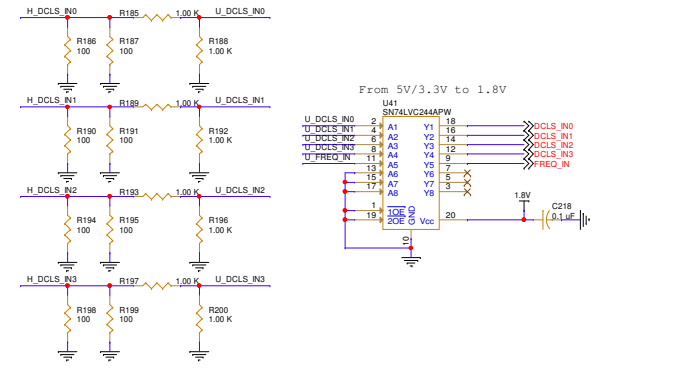 H_DCLS_IN0 R185 1.00 K U_DCLS_IN0
R186 R187 R188
100 100 1.00 K
H_DCLS_IN1 R189 1.00 K U_DCLS_IN1
R190 R191 R192
100 100 1.00 K
H_DCLS_IN2 R193 1.00 K U_DCLS_IN2
R194 R195 R196
100 100 1.00 K
H_DCLS_IN3 R197 1.00 K U_DCLS_IN3
R198 R199 R200
100 100 1.00 K
From 5V/3.3V to 1.8V
U41
SN74LVC244APW
U_DCLS_IN0 2 A1 Y1 18 DCLS_IN0
U_DCLS_IN1 4 A2 Y2 16 DCLS_IN1
U_DCLS_IN2 6 A3 Y3 14 DCLS_IN2
U_DCLS_IN3 8 A4 Y4 12 DCLS_IN3
U_FREQ_IN 11 A5 Y5 9 FREQ_IN
13 A6 Y6 7
15 A7 Y7 5
17 A8 Y8 3
1 1OE
19 2OE GND Vcc 20
10
1.8V
C218
0.1 uF